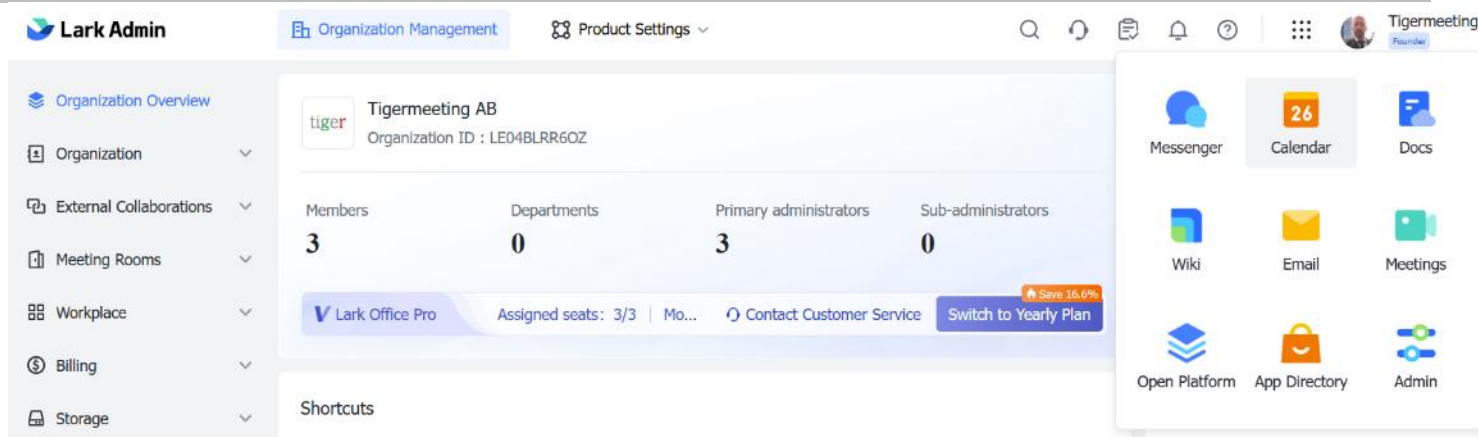 Lark Admin
Organization Management
Product Settings
Tigermeeting
Founder
Organization Overview
Organization
External Collaborations
Meeting Rooms
Workplace
Billing
Storage
tiger
Tigermeeting AB
Organization ID : LE04BLRR6OZ
Members
Departments
Primary administrators
Sub-administrators
3
0
3
0
Save 16.6%
Lark Office Pro
Assigned seats: 3/3
Mo...
Contact Customer Service
Switch to Yearly Plan
Shortcuts
26
Messenger
Calendar
Docs
Wiki
Email
Meetings
Open Platform
App Directory
Admin